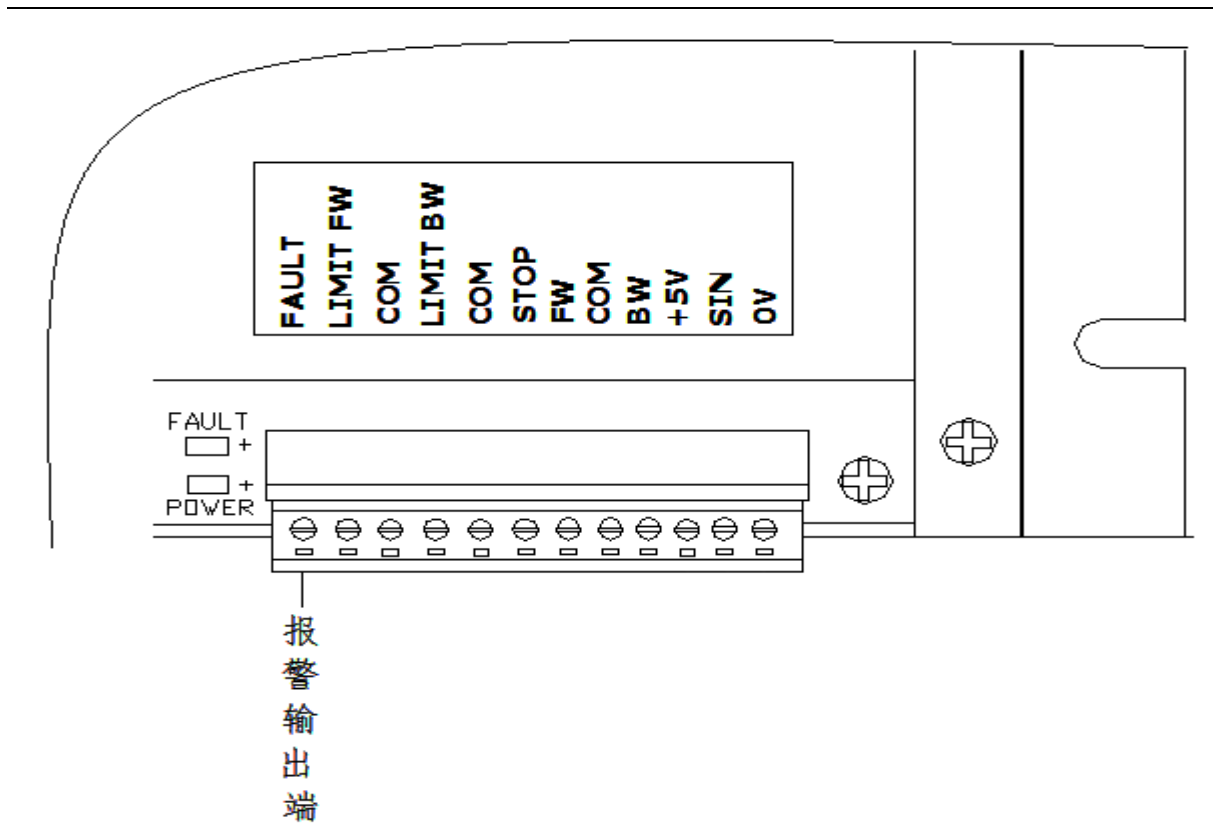 FAULT
LIMIT FW
COM
LIMIT BW
COM
STOP
FW
COM
BW
+5V
SIN
0V
FAULT
+
+
POWER
报
警
输
出
端